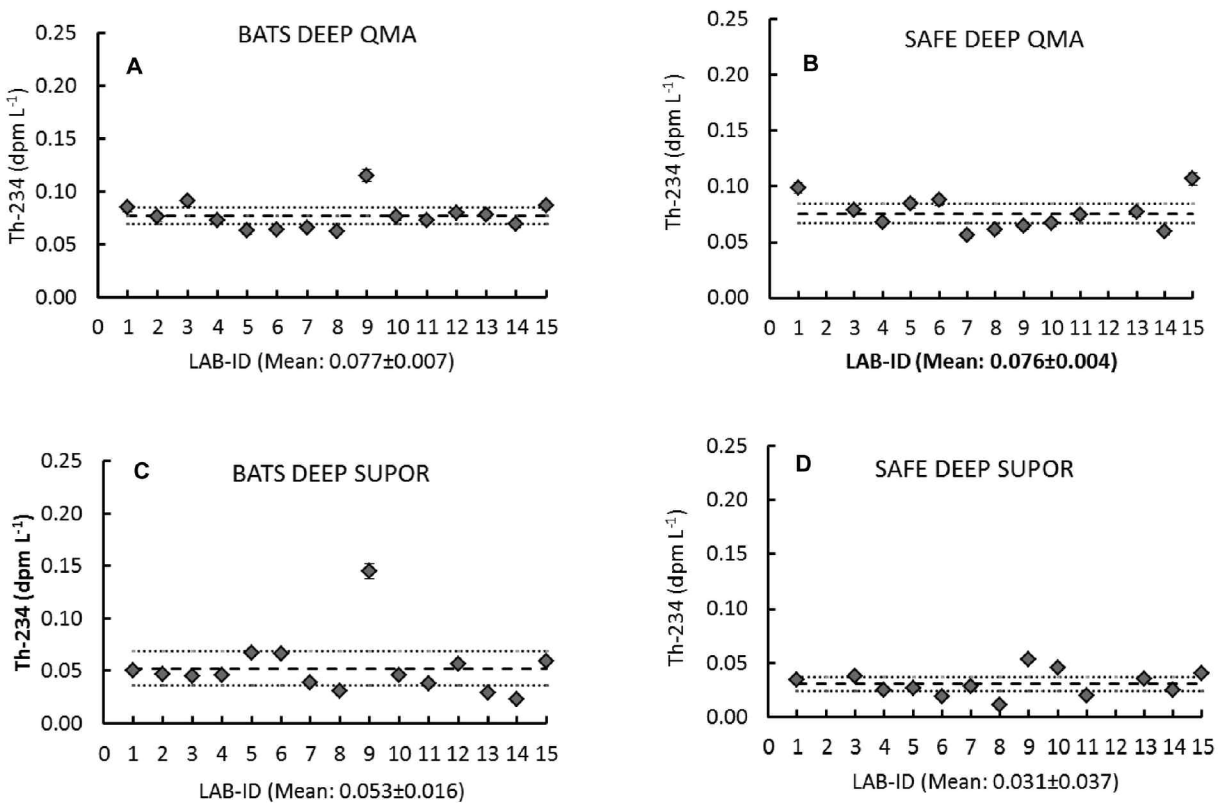 BATS DEEP QMA
A
Th-234 (dpm L-1)
0.25
0.20
0.15
0.10
0.05
0.00
0 1 2 3 4 5 6 7 8 9 10 11 12 13 14 15
LAB-ID (Mean: 0.077±0.007)
SAFE DEEP QMA
B
Th-234 (dpm L-1)
0.25
0.20
0.15
0.10
0.05
0.00
0 1 2 3 4 5 6 7 8 9 10 11 12 13 14 15
LAB-ID (Mean: 0.076±0.004)
BATS DEEP SUPOR
C
Th-234 (dpm L-1)
0.25
0.20
0.15
0.10
0.05
0.00
0 1 2 3 4 5 6 7 8 9 10 11 12 13 14 15
LAB-ID (Mean: 0.053±0.016)
SAFE DEEP SUPOR
D
Th-234 (dpm L-1)
0.25
0.20
0.15
0.10
0.05
0.00
0 1 2 3 4 5 6 7 8 9 10 11 12 13 14 15
LAB-ID (Mean: 0.031±0.037)